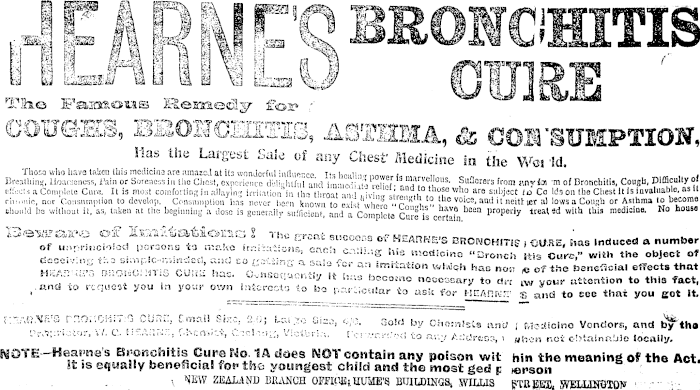 HEARNE'S BRONCHITIS
CURE
The Famous Remedy for
COUGHS, BRONCHITIS, ASTHMA, & CONSUMPTION,
Has the Largest Sale of any Chest Medicine in the World.
Those who have taken this medicine are amazed at its wonderful influence. Its healing power is marvellous. Sufferers from any form of Bronchitis, Cough, Difficulty of
Breathing, Hoarseness, Pain or Soreness in the Chest, experience delightful and immediate relief; and to those who are subject to Colds on the Chest it is invaluable, as it
effects a Complete Cure. It is most comforting in allaying irritation in the throat and giving strength to the voice, and it neither allows a Cough or Asthma to become
chronic, nor Consumption to develop. Consumption has never been known to exist where "Coughs" have been properly treated with this medicine. No house
should be without it, as, taken at the beginning a dose is generally sufficient, and a Complete Cure is certain.
Beware of Imitations! The great success of HEARNE'S BRONCHITIS CURE, has induced a number
of unprincipled persons to make imitations, each calling his medicine "Bronchitis Cure," with the object of
deceiving the simple-minded, and so getting a sale for an imitation which has none of the beneficial effects that
HEARNE'S BRONCHITIS CURE has. Consequently it has become necessary to draw your attention to this fact,
and to request you in your own interests to be particular to ask for HEARNE'S and to see that you get it.
HEARNE'S BRONCHITIS CURE, Small Size, 2/6; Large Size, 4/6. Sold by Chemists and Medicine Vendors, and by the
Proprietor, W. G. HEARNE, Chemist, Geelong, Victoria. Forwarded to any Address, when not obtainable locally.
NOTE—Hearne's Bronchitis Cure No. 1A does NOT contain any poison within the meaning of the Act.
It is equally beneficial for the youngest child and the most aged person
NEW ZEALAND BRANCH OFFICE; HUME'S BUILDINGS, WILLIS STREET, WELLINGTON